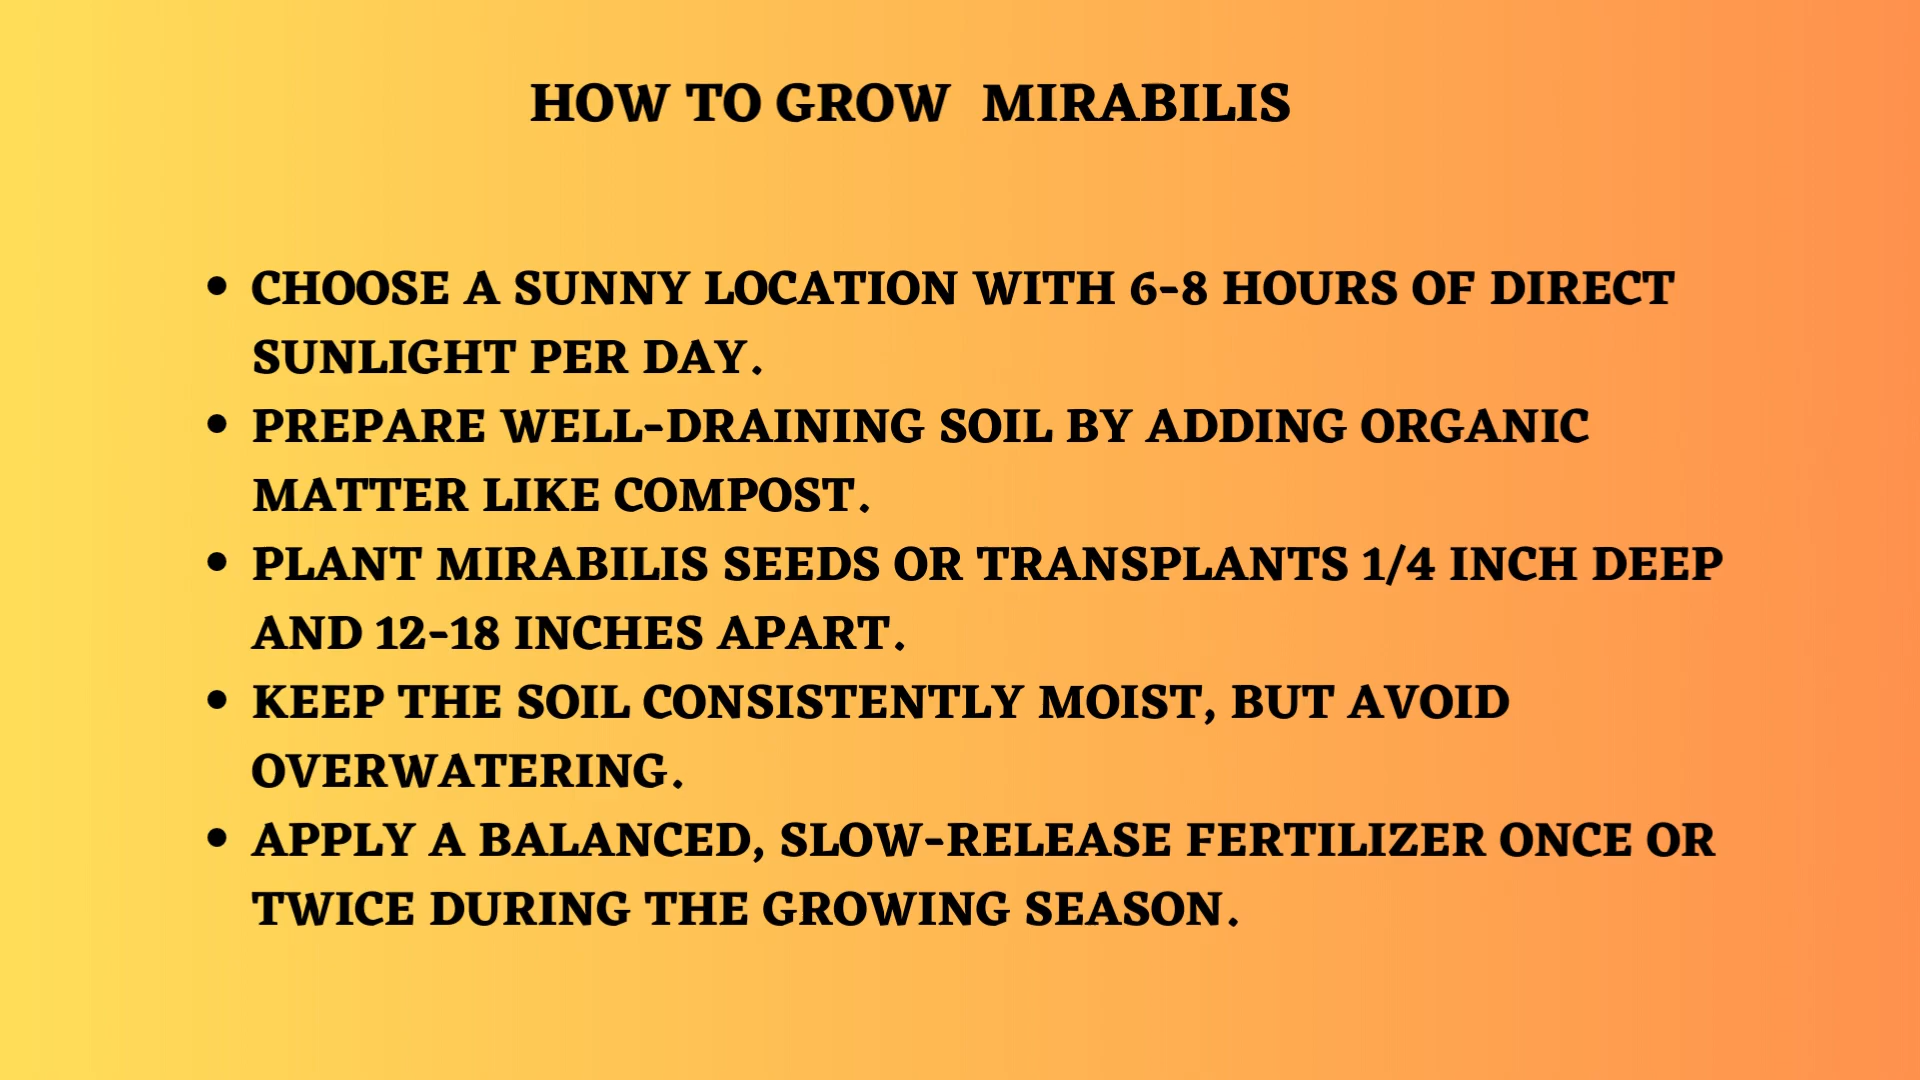 HOW TO GROW  MIRABILIS
• CHOOSE A SUNNY LOCATION WITH 6-8 HOURS OF DIRECT
SUNLIGHT PER DAY.
• PREPARE WELL-DRAINING SOIL BY ADDING ORGANIC
MATTER LIKE COMPOST.
• PLANT MIRABILIS SEEDS OR TRANSPLANTS 1/4 INCH DEEP
AND 12-18 INCHES APART.
• KEEP THE SOIL CONSISTENTLY MOIST, BUT AVOID
OVERWATERING.
• APPLY A BALANCED, SLOW-RELEASE FERTILIZER ONCE OR
TWICE DURING THE GROWING SEASON.